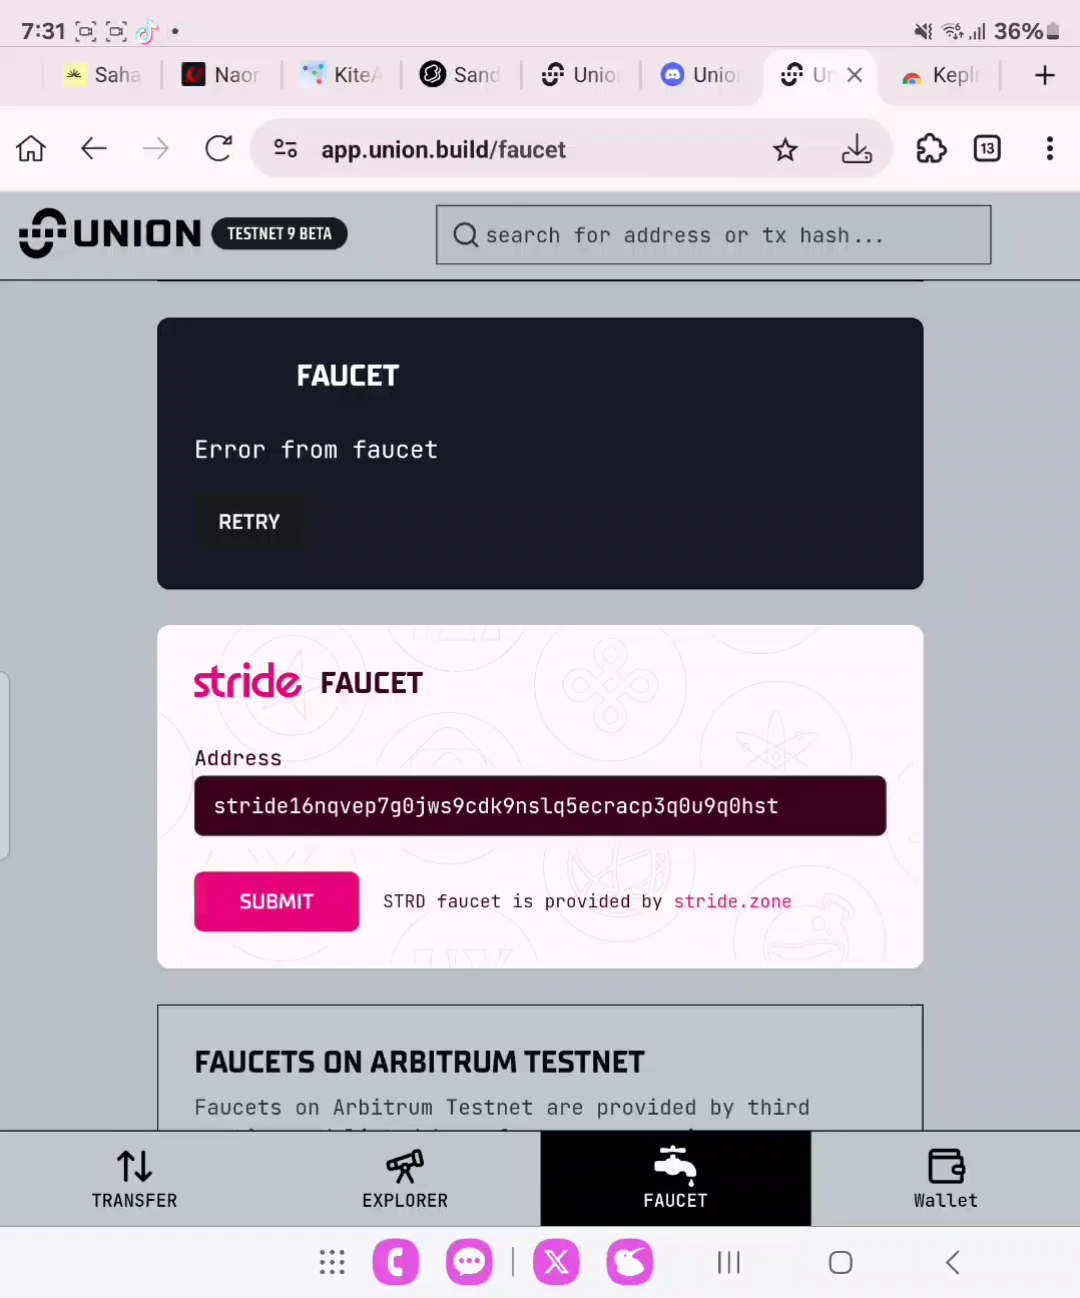 7:31
36%
Saha
Naor
KiteA
Sand
Unio
Unio
Un
Kepl
app.union.build/faucet
13
UNION
TESTNET 9 BETA
search for address or tx hash...
FAUCET
Error from faucet
RETRY
stride FAUCET
Address
stride16nqvep7g0jws9cdk9nslq5ecracp3q0u9q0hst
SUBMIT
STRD faucet is provided by stride.zone
FAUCETS ON ARBITRUM TESTNET
Faucets on Arbitrum Testnet are provided by third
TRANSFER
EXPLORER
FAUCET
Wallet